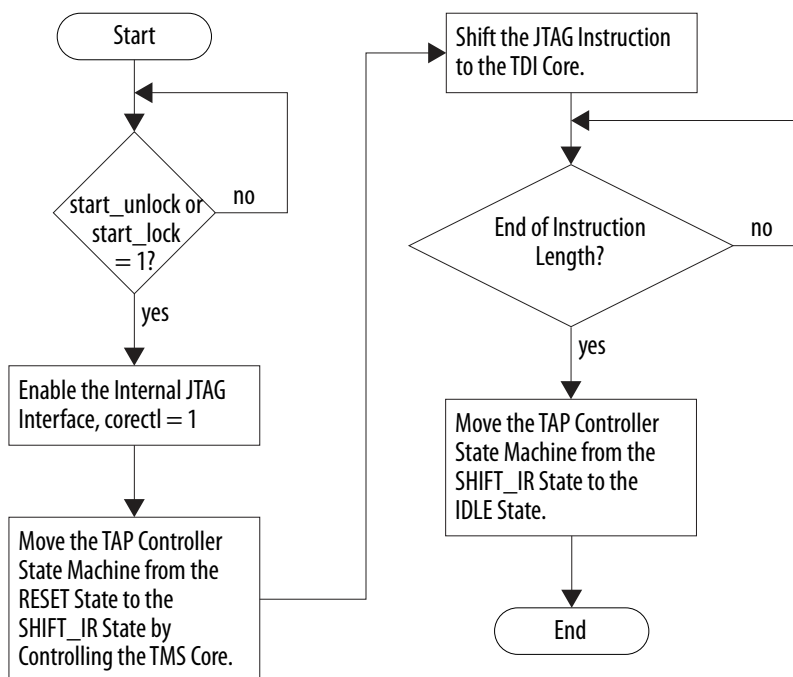 Start
start_unlock or
start_lock
= 1?
no
yes
Enable the Internal JTAG
Interface, corectl = 1
Move the TAP Controller
State Machine from the
RESET State to the
SHIFT_IR State by
Controlling the TMS Core.
Shift the JTAG Instruction
to the TDI Core.
End of Instruction
Length?
no
yes
Move the TAP Controller
State Machine from the
SHIFT_IR State to the
IDLE State.
End